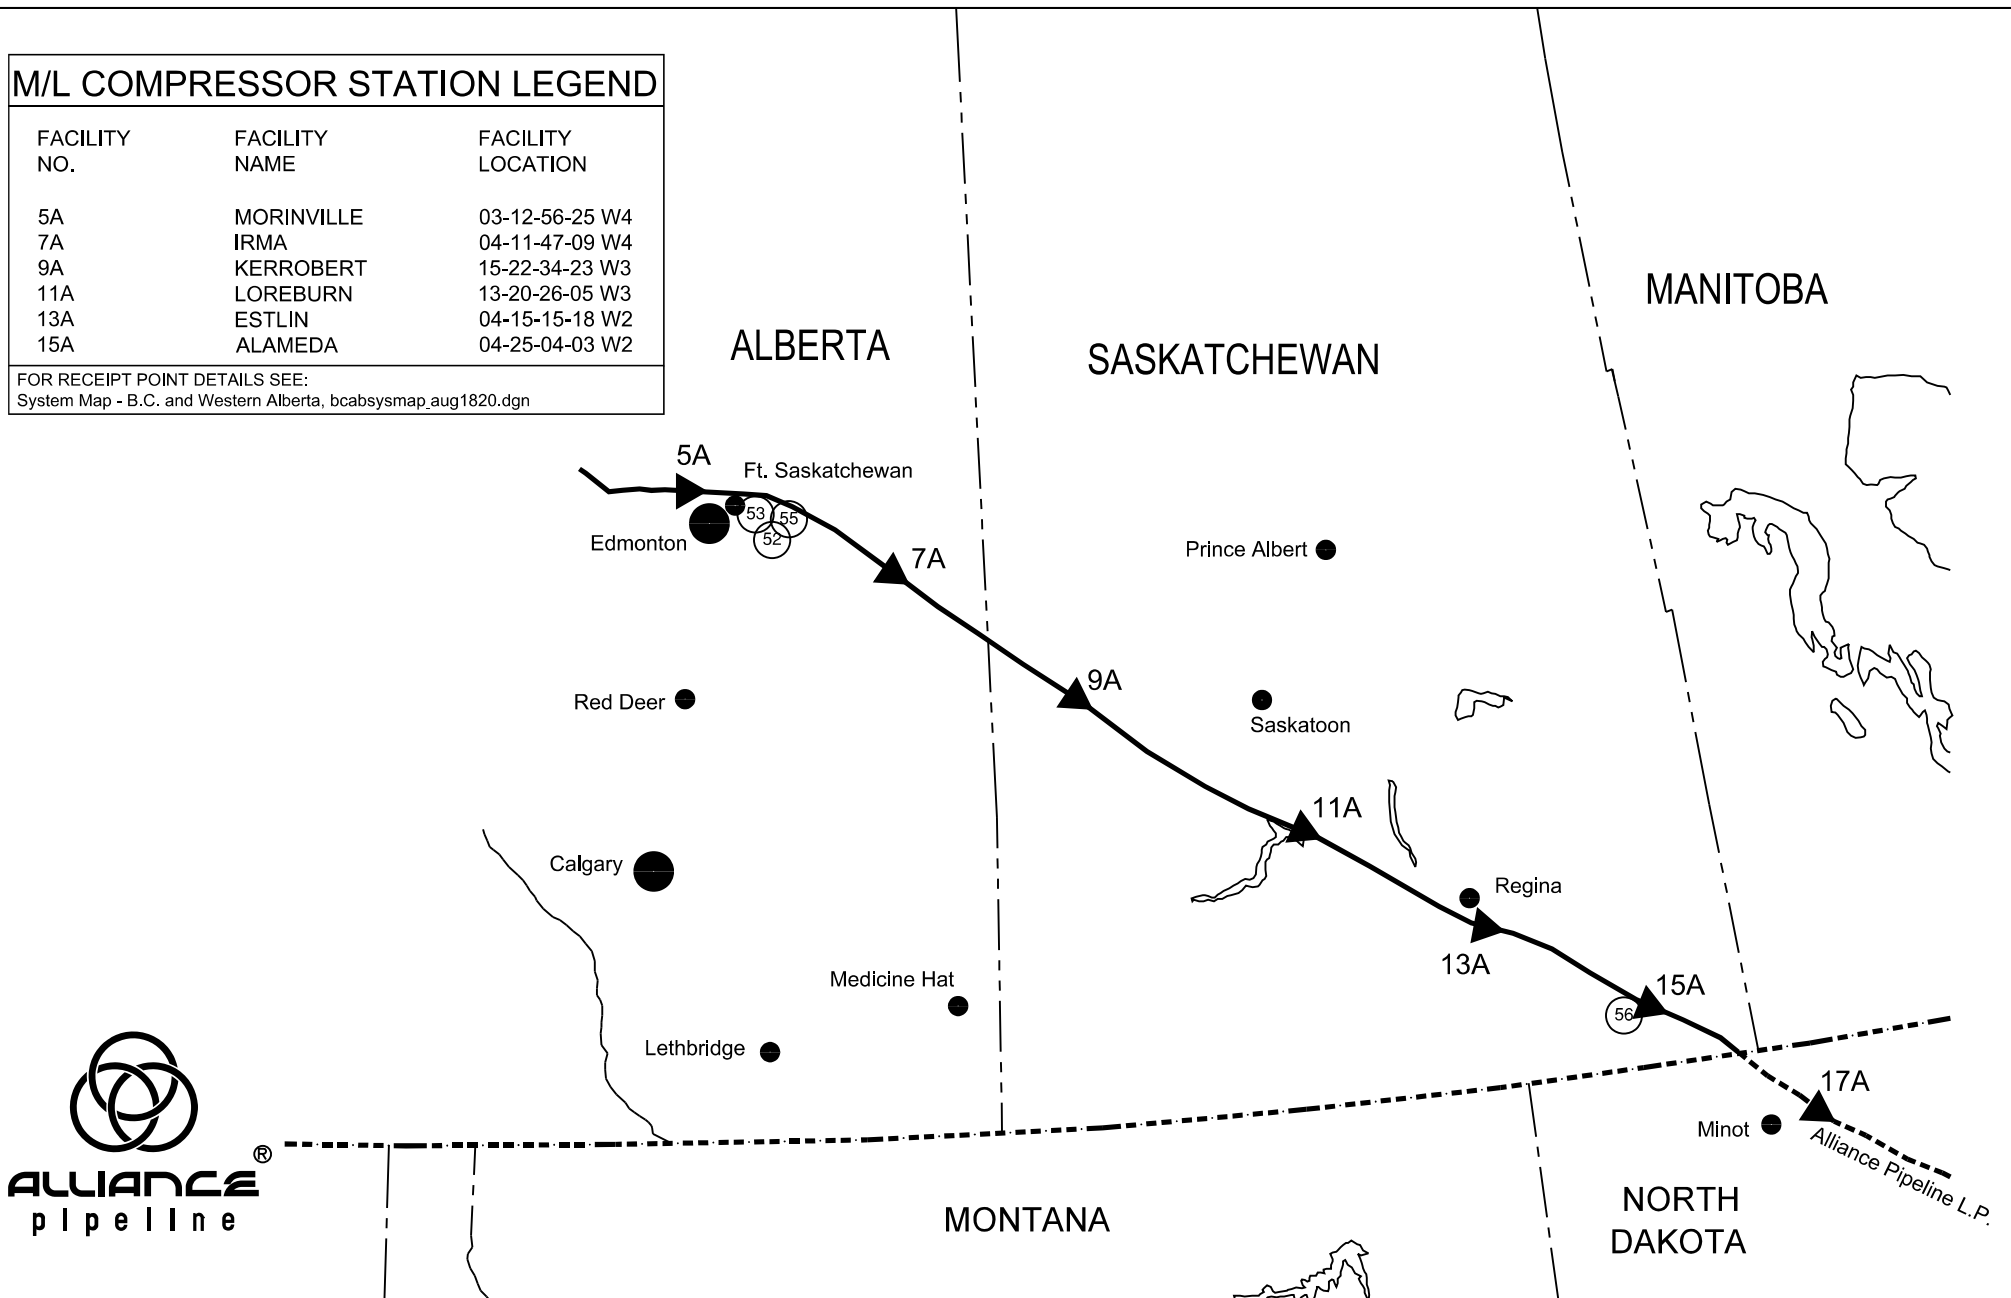 M/L COMPRESSOR STATION LEGEND
FACILITY NO. FACILITY NAME FACILITY LOCATION
5A MORINVILLE 03-12-56-25 W4
7A IRMA 04-11-47-09 W4
9A KERROBERT 15-22-34-23 W3
11A LOREBURN 13-20-26-05 W3
13A ESTLIN 04-15-15-18 W2
15A ALAMEDA 04-25-04-03 W2
FOR RECEIPT POINT DETAILS SEE:
System Map - B.C. and Western Alberta, bcabsysmap_aug1820.dgn
MANITOBA
ALBERTA
SASKATCHEWAN
5A
Ft. Saskatchewan
53
55
52
Edmonton
7A
Prince Albert
Red Deer
9A
Saskatoon
11A
Calgary
Regina
13A
Medicine Hat
15A
56
Lethbridge
17A
Minot
Alliance Pipeline L.P.
ALLIANCE ®
pipeline
MONTANA
NORTH
DAKOTA